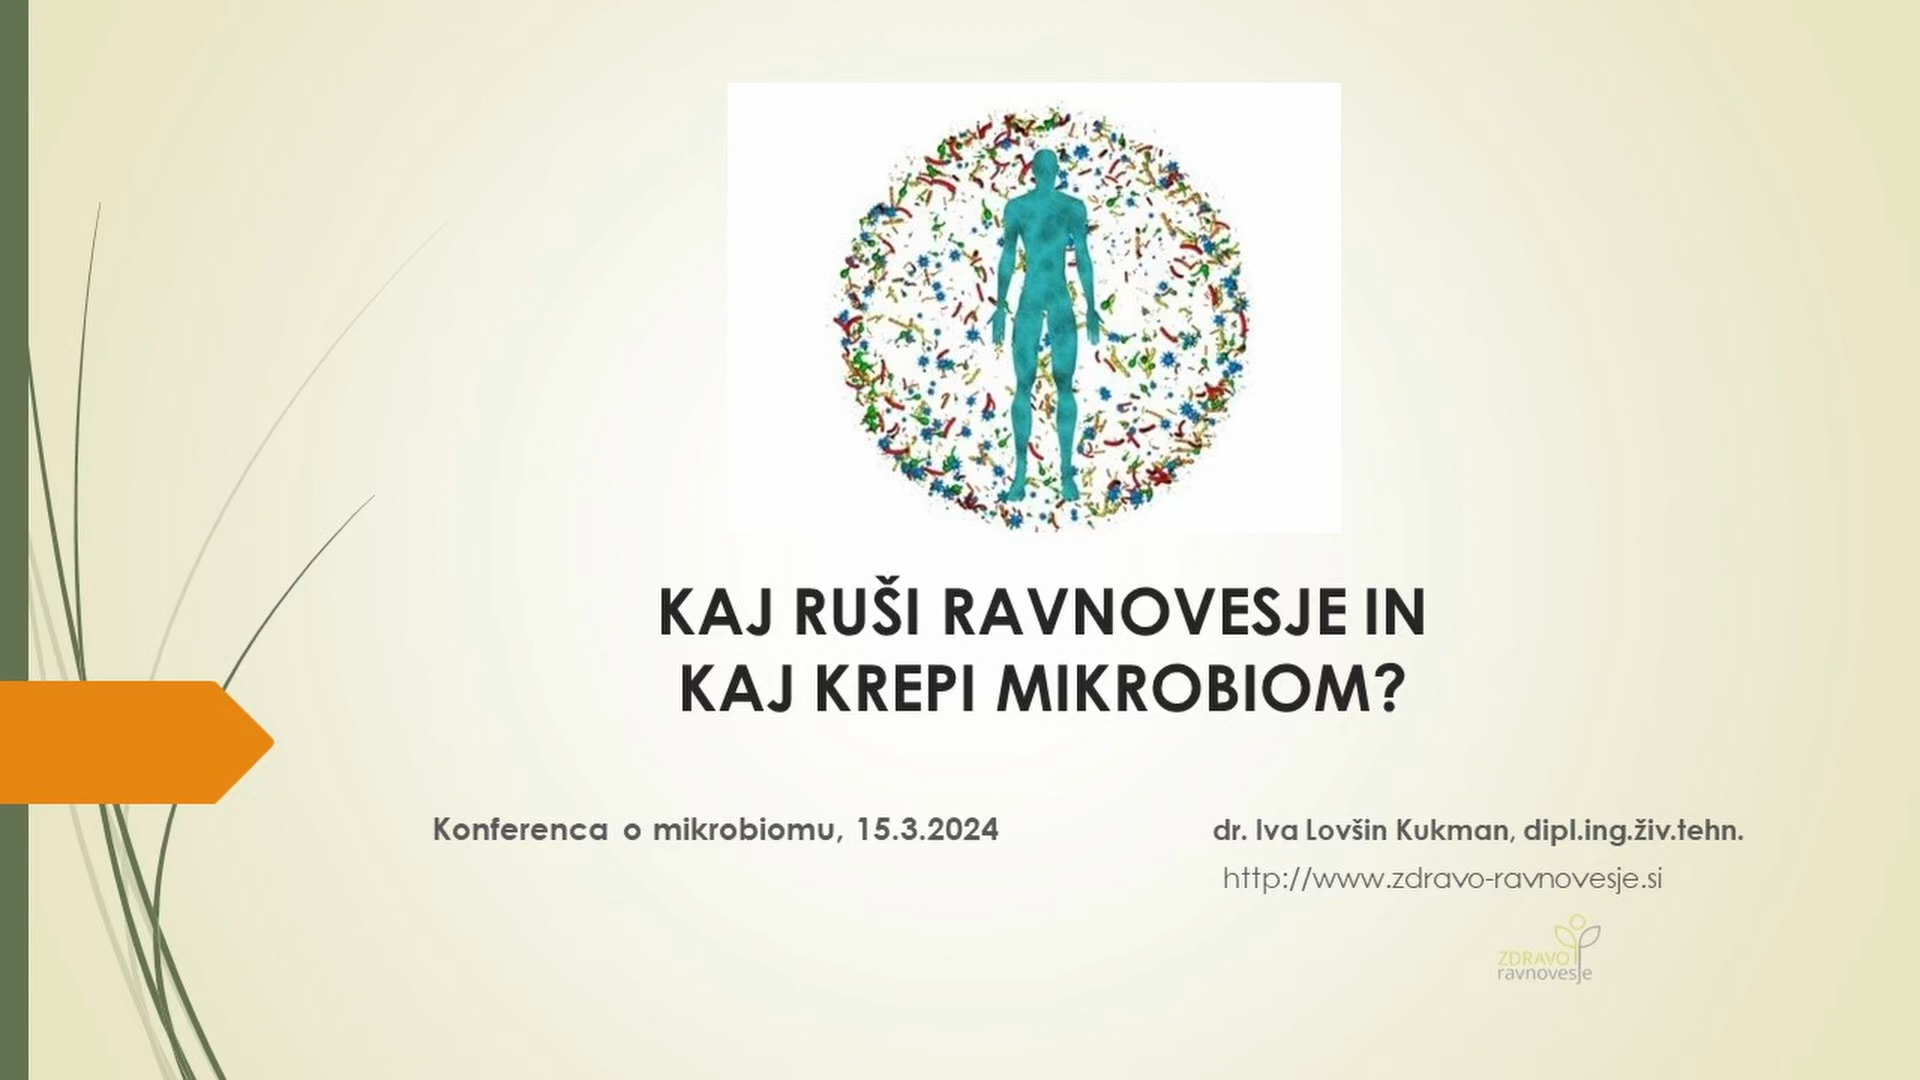 KAJ RUŠI RAVNOVESJE IN
KAJ KREPI MIKROBIOM?
Konferenca o mikrobiomu, 15.3.2024
dr. Iva Lovšin Kukman, dipl.ing.živ.tehn.
http://www.zdravo-ravnovesje.si
ZDRAVO
ravnovesje